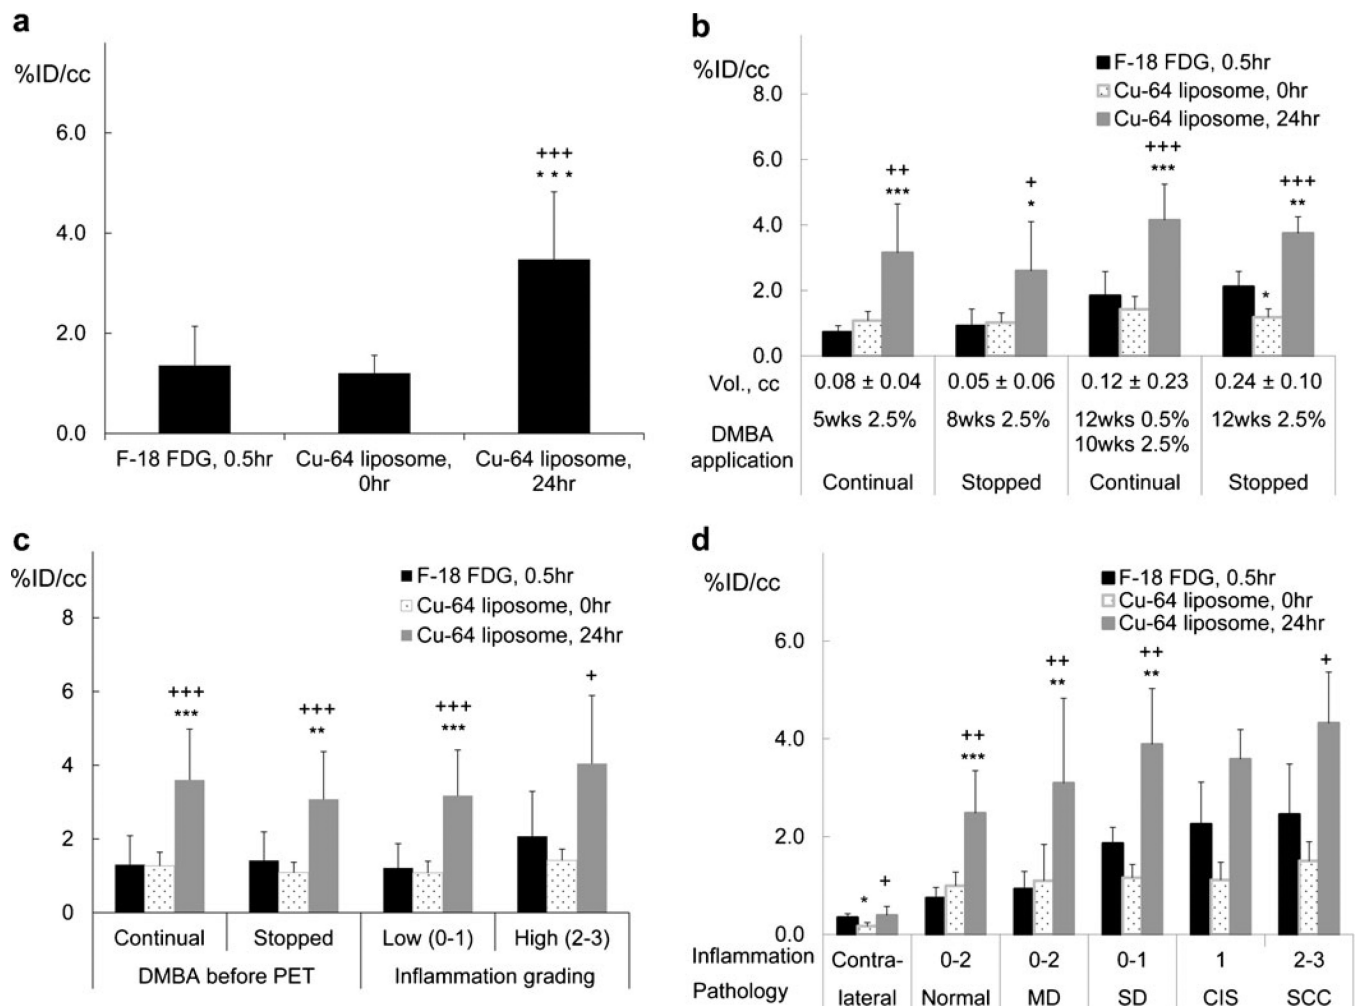 a
%ID/cc
6.0
4.0
2.0
0.0
+++
***
F-18 FDG, 0.5hr
Cu-64 liposome, 0hr
Cu-64 liposome, 24hr
b
%ID/cc
F-18 FDG, 0.5hr
Cu-64 liposome, 0hr
Cu-64 liposome, 24hr
8.0
6.0
4.0
2.0
0.0
++
***
+
*
+++
***
+++
**
*
Vol., cc 0.08 ± 0.04 0.05 ± 0.06 0.12 ± 0.23 0.24 ± 0.10
DMBA application
5wks 2.5% 8wks 2.5% 12wks 0.5% 12wks 2.5%
10wks 2.5%
Continual Stopped Continual Stopped
c
%ID/cc
F-18 FDG, 0.5hr
Cu-64 liposome, 0hr
Cu-64 liposome, 24hr
8
6
4
2
0
+++
***
+++
**
+++
***
+
Continual Stopped Low (0-1) High (2-3)
DMBA before PET Inflammation grading
d
%ID/cc
F-18 FDG, 0.5hr
Cu-64 liposome, 0hr
Cu-64 liposome, 24hr
6.0
4.0
2.0
0.0
* +
++
***
++
**
++
**
+
Inflammation Contra- 0-2 0-2 0-1 1 2-3
Pathology lateral Normal MD SD CIS SCC